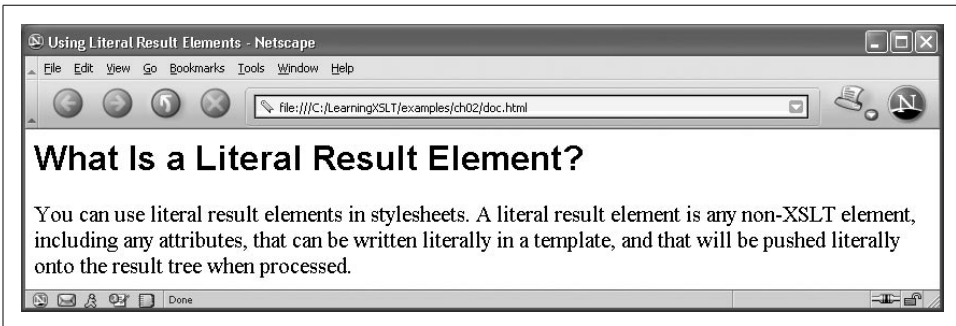 Using Literal Result Elements - Netscape
File Edit View Go Bookmarks Tools Window Help
file:///C:/LearningXSLT/examples/ch02/doc.html
N
What Is a Literal Result Element?
You can use literal result elements in stylesheets. A literal result element is any non-XSLT element,
including any attributes, that can be written literally in a template, and that will be pushed literally
onto the result tree when processed.
Done